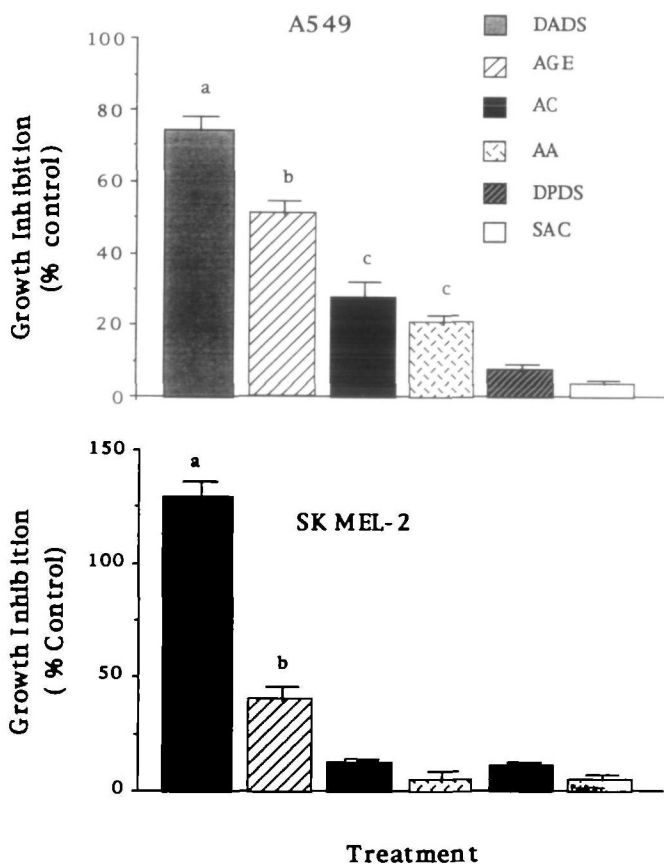 A549
DADS
AGE
AC
AA
DPDS
SAC
100
80
60
40
20
0
a
b
c
c
Growth Inhibition
(% control)
150
100
50
0
a
b
SK MEL-2
Growth Inhibition
( % Control)
Treatment